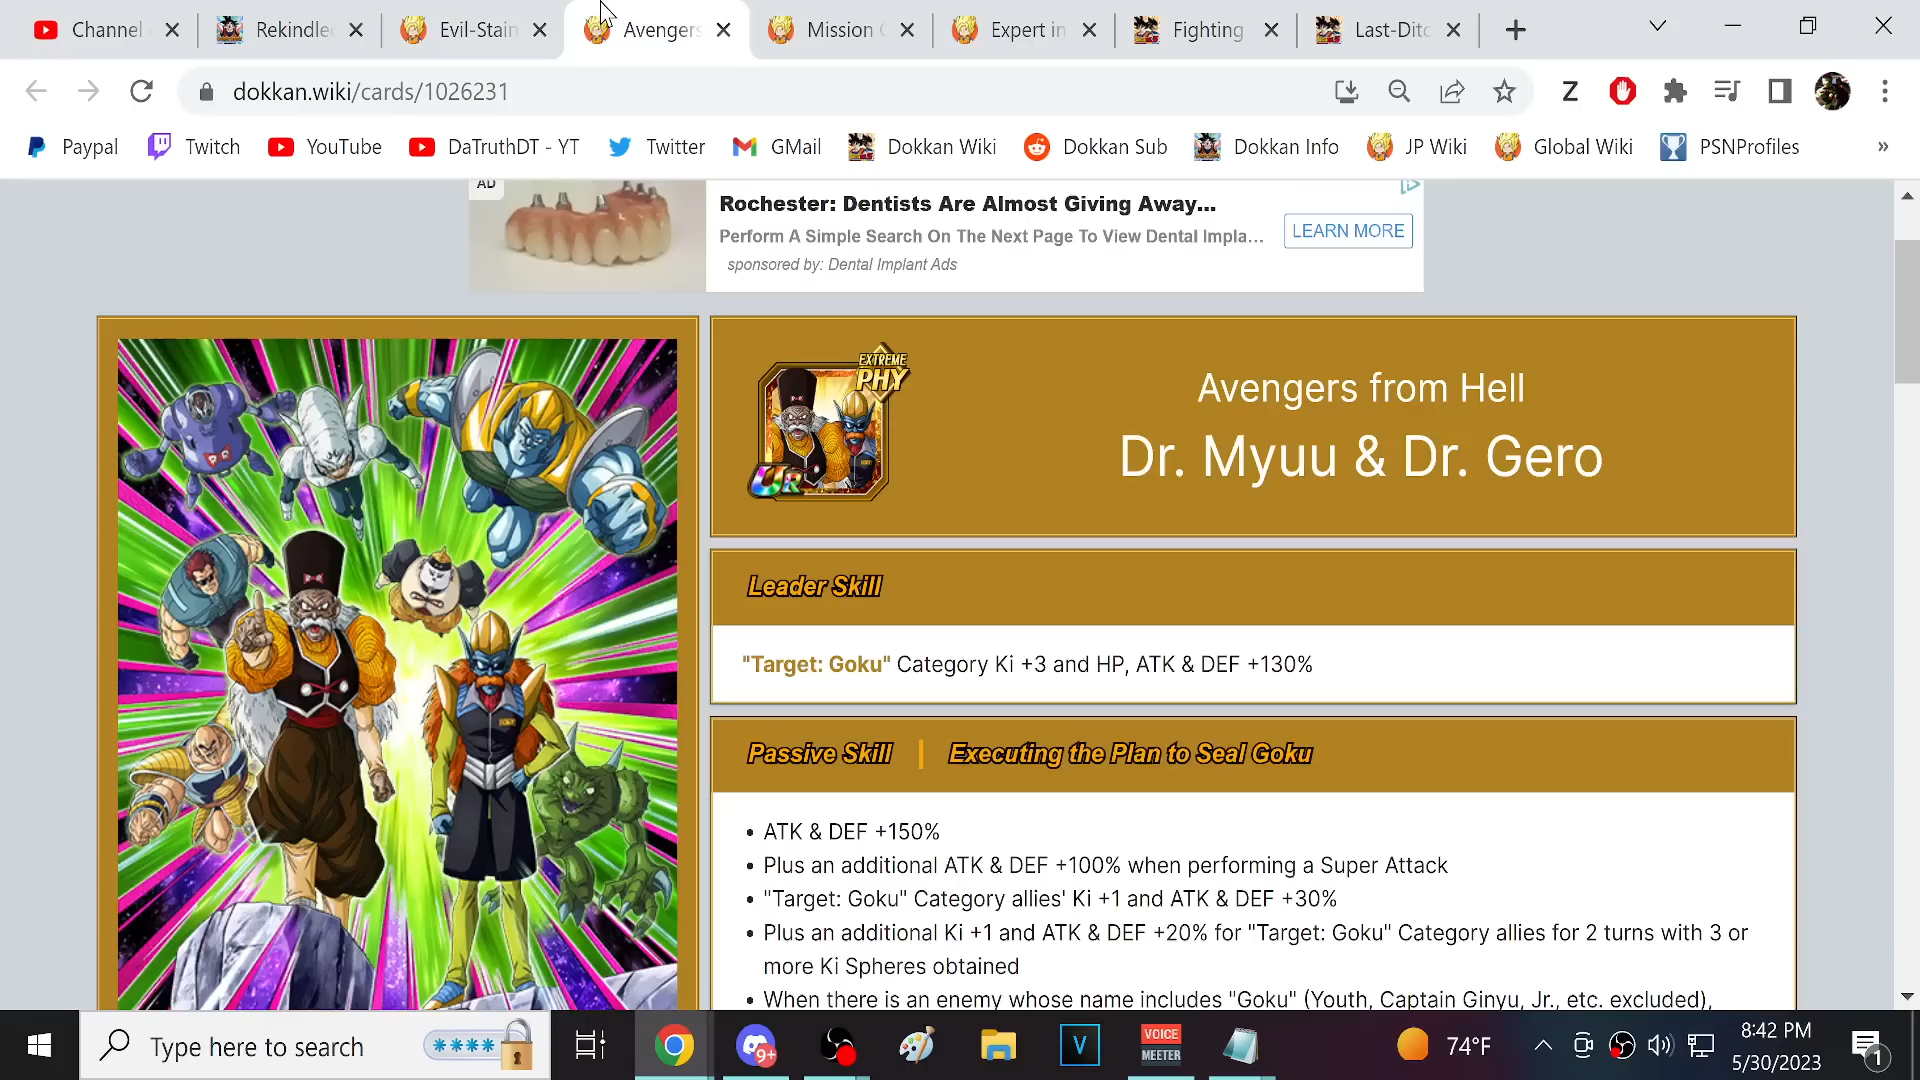 Channel
Rekindled
Evil-Stain
Avengers
Mission
Expert in
Fighting
Last-Ditc
dokkan.wiki/cards/1026231
Z
Paypal
Twitch
YouTube
DaTruthDT - YT
Twitter
GMail
Dokkan Wiki
Dokkan Sub
Dokkan Info
JP Wiki
Global Wiki
PSNProfiles
»
AD
Rochester: Dentists Are Almost Giving Away...
Perform A Simple Search On The Next Page To View Dental Impla...
sponsored by: Dental Implant Ads
LEARN MORE
EXTREME
PHY
UR
Avengers from Hell
Dr. Myuu & Dr. Gero
Leader Skill
"Target: Goku" Category Ki +3 and HP, ATK & DEF +130%
Passive Skill | Executing the Plan to Seal Goku
• ATK & DEF +150%
• Plus an additional ATK & DEF +100% when performing a Super Attack
• "Target: Goku" Category allies' Ki +1 and ATK & DEF +30%
• Plus an additional Ki +1 and ATK & DEF +20% for "Target: Goku" Category allies for 2 turns with 3 or
more Ki Spheres obtained
• When there is an enemy whose name includes "Goku" (Youth, Captain Ginyu, Jr., etc. excluded),
Type here to search
****
9+
V
VOICE
MEETER
74°F
8:42 PM
5/30/2023
1